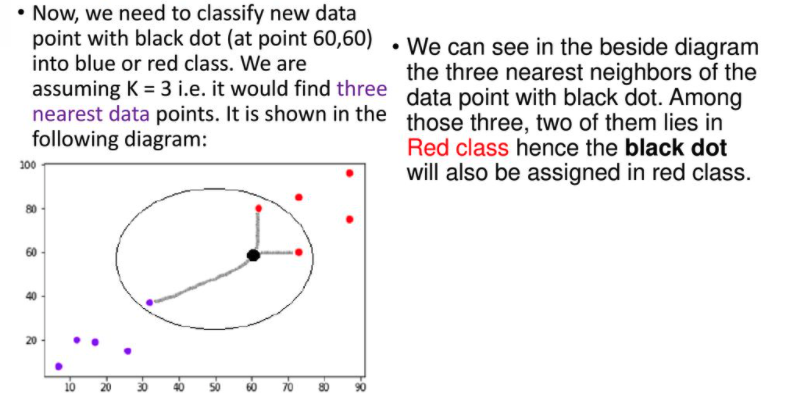 • Now, we need to classify new data
point with black dot (at point 60,60)
into blue or red class. We are
assuming K = 3 i.e. it would find three
nearest data points. It is shown in the
following diagram:
• We can see in the beside diagram
the three nearest neighbors of the
data point with black dot. Among
those three, two of them lies in
Red class hence the black dot
will also be assigned in red class.
100
80
60
40
20
10 20 30 40 50 60 70 80 90